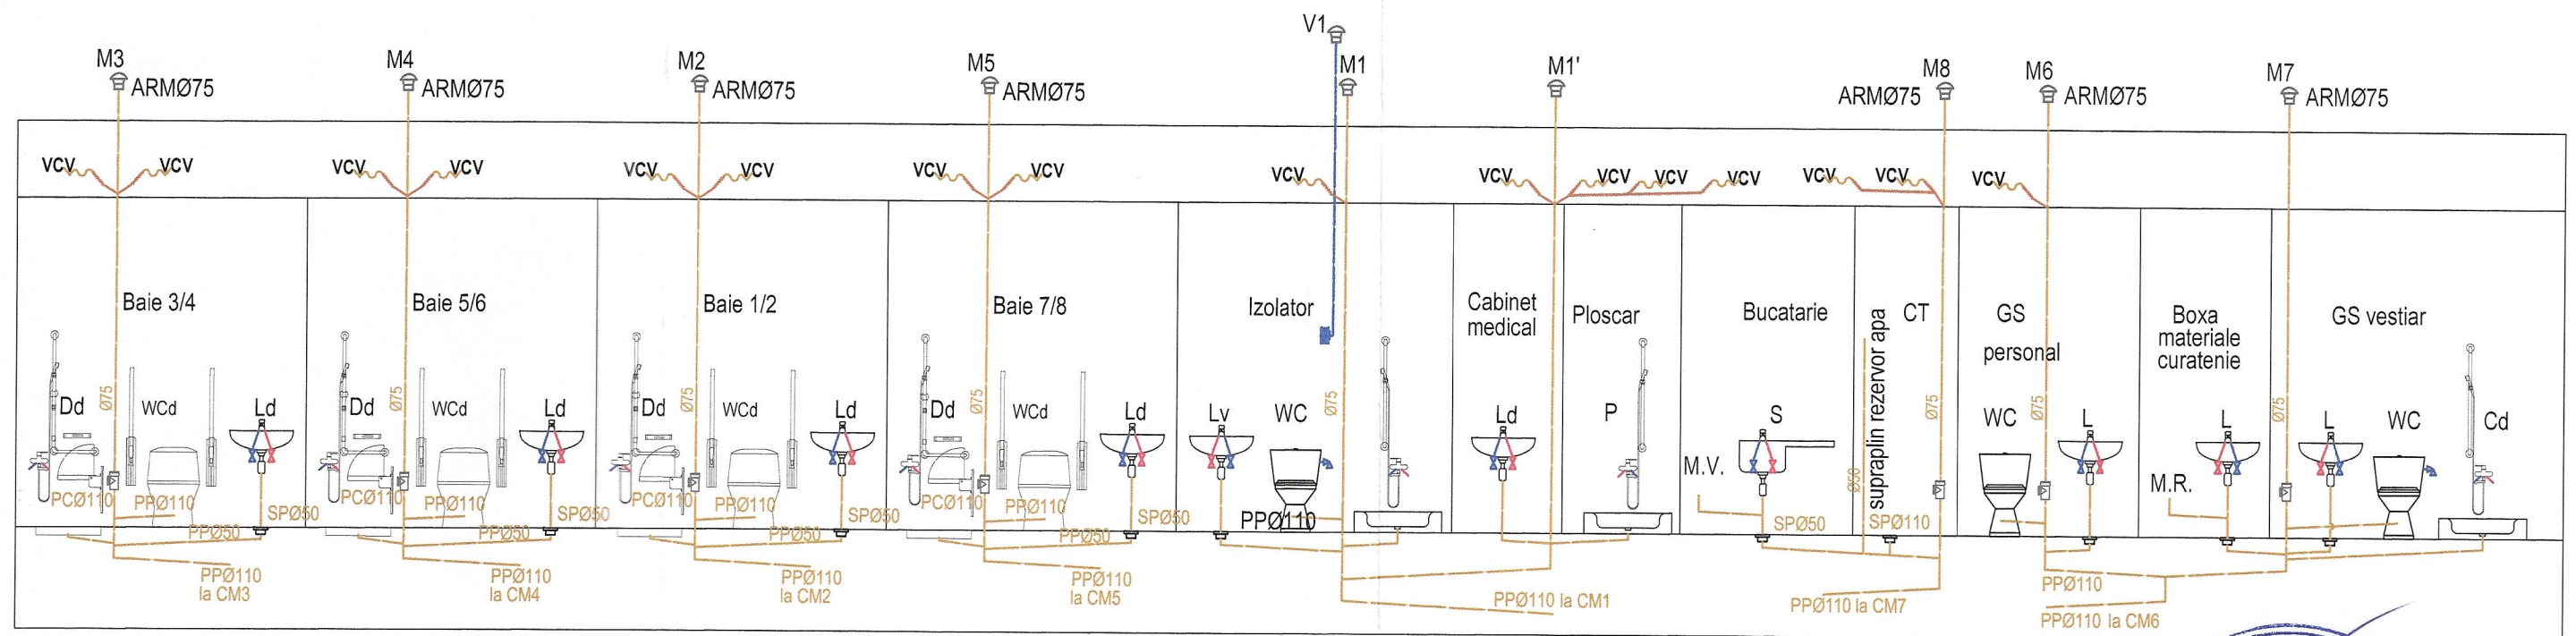 V1
M3
ARMØ75
M4
ARMØ75
M2
ARMØ75
M5
ARMØ75
M1
M1'
M8
ARMØ75
M6
ARMØ75
M7
ARMØ75
VCV VCV VCV VCV VCV VCV VCV VCV VCV VCV VCV VCV VCV VCV VCV VCV
Baie 3/4
Baie 5/6
Baie 1/2
Baie 7/8
Izolator
Cabinet
medical
Ploscar
Bucatarie
supraplin rezervor apa
CT
GS
personal
Boxa
materiale
curatenie
GS vestiar
Dd Ø75 WCd Ld
Dd Ø75 WCd Ld
Dd Ø75 WCd Ld
Dd Ø75 WCd Ld
Lv WC Ø75
Ld
P
M.V. S
Ø50
Ø75
WC Ø75 L
M.R. L
Ø75 L WC Cd
PCØ110 PPØ110 SPØ50
PPØ50
PCØ110 PPØ110 SPØ50
PPØ50
PCØ110 PPØ110 SPØ50
PPØ50
PCØ110 PPØ110 SPØ50
PPØ50
PPØ110
SPØ50
SPØ110
PPØ110
la CM3
PPØ110
la CM4
PPØ110
la CM2
PPØ110
la CM5
PPØ110 la CM1
PPØ110 la CM7
PPØ110
PPØ110 la CM6